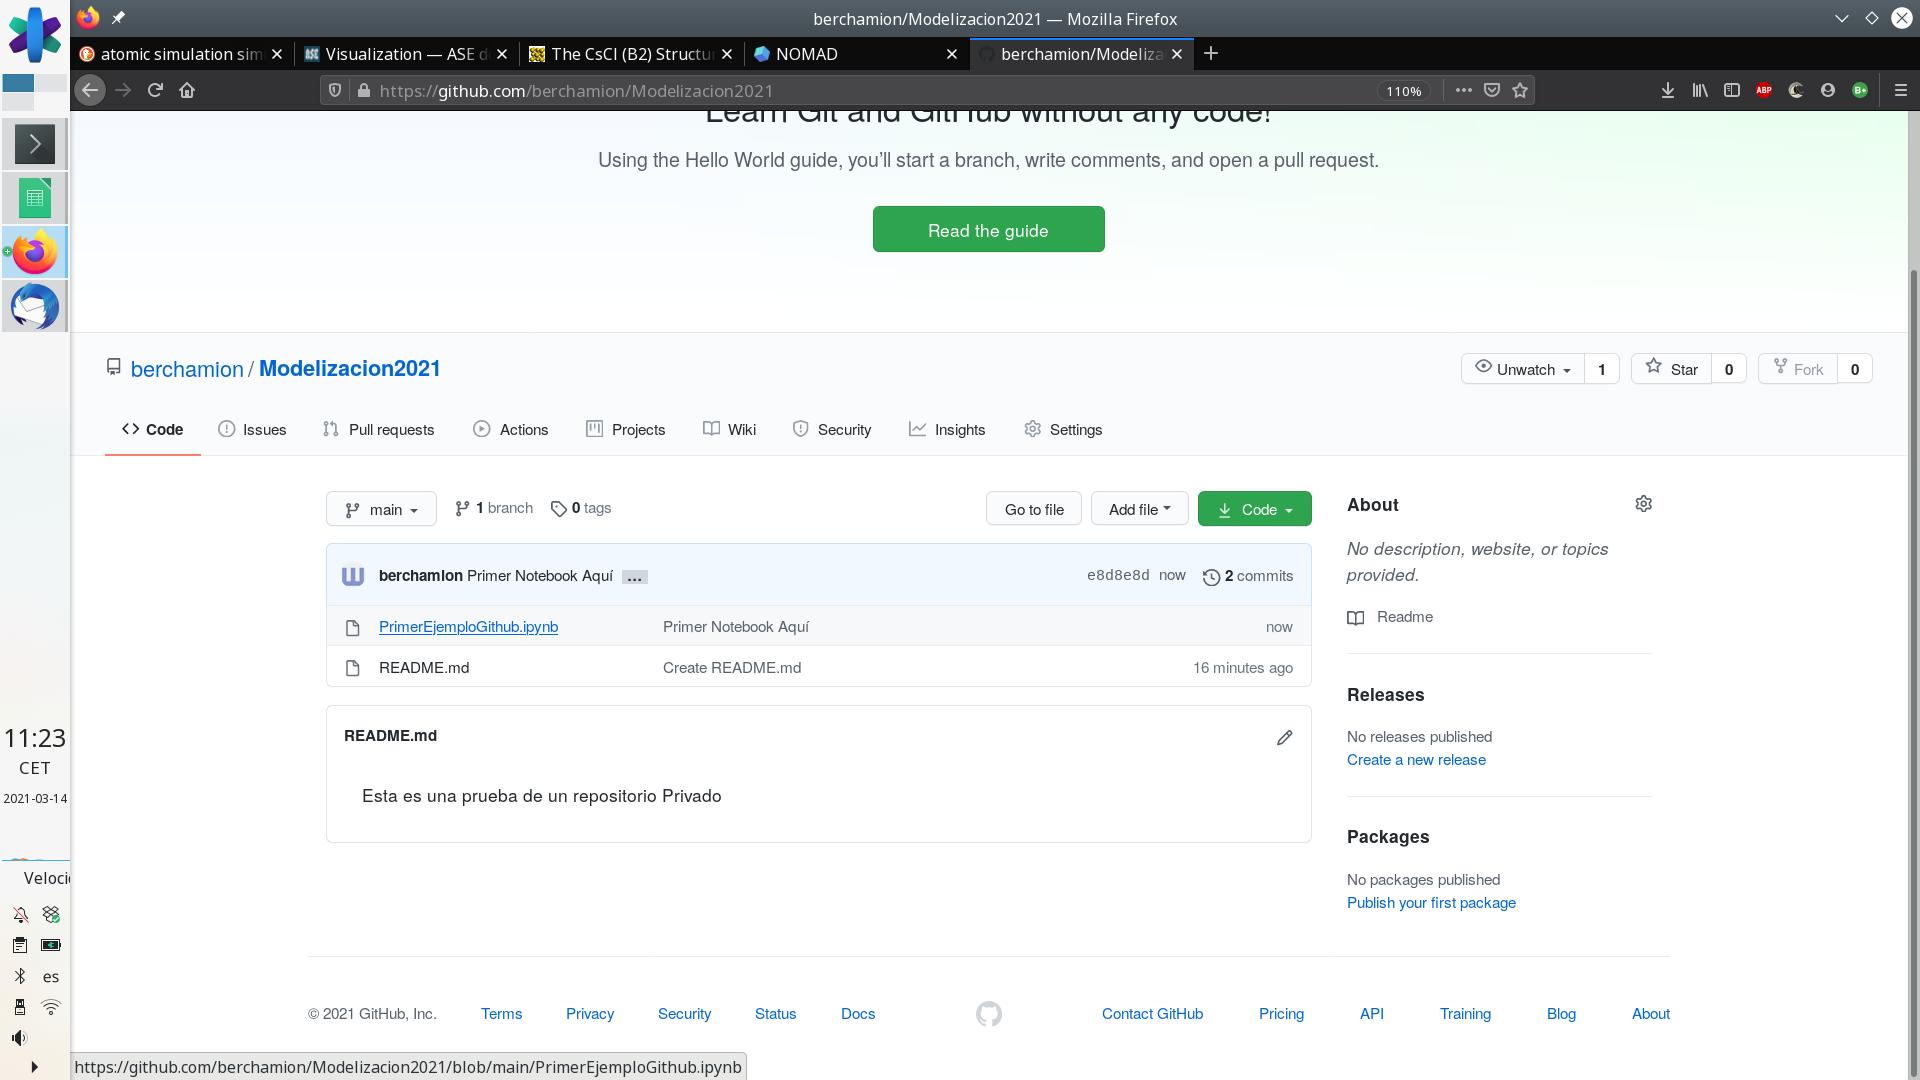 berchamion/Modelizacion2021 — Mozilla Firefox
atomic simulation sim
Visualization — ASE d
The CsCl (B2) Structu
NOMAD
berchamion/Modeliza
https://github.com/berchamion/Modelizacion2021
110%
ABP
Learn Git and GitHub without any code!
Using the Hello World guide, you’ll start a branch, write comments, and open a pull request.
Read the guide
berchamion / Modelizacion2021
Unwatch 1
Star 0
Fork 0
Code
Issues
Pull requests
Actions
Projects
Wiki
Security
Insights
Settings
main
1 branch
0 tags
Go to file
Add file
Code
berchamion Primer Notebook Aquí ...
e8d8e8d now
2 commits
PrimerEjemploGithub.ipynb Primer Notebook Aquí now
README.md Create README.md 16 minutes ago
README.md
Esta es una prueba de un repositorio Privado
About
No description, website, or topics
provided.
Readme
Releases
No releases published
Create a new release
Packages
No packages published
Publish your first package
© 2021 GitHub, Inc.
Terms
Privacy
Security
Status
Docs
Contact GitHub
Pricing
API
Training
Blog
About
11:23
CET
2021-03-14
Veloci
es
https://github.com/berchamion/Modelizacion2021/blob/main/PrimerEjemploGithub.ipynb